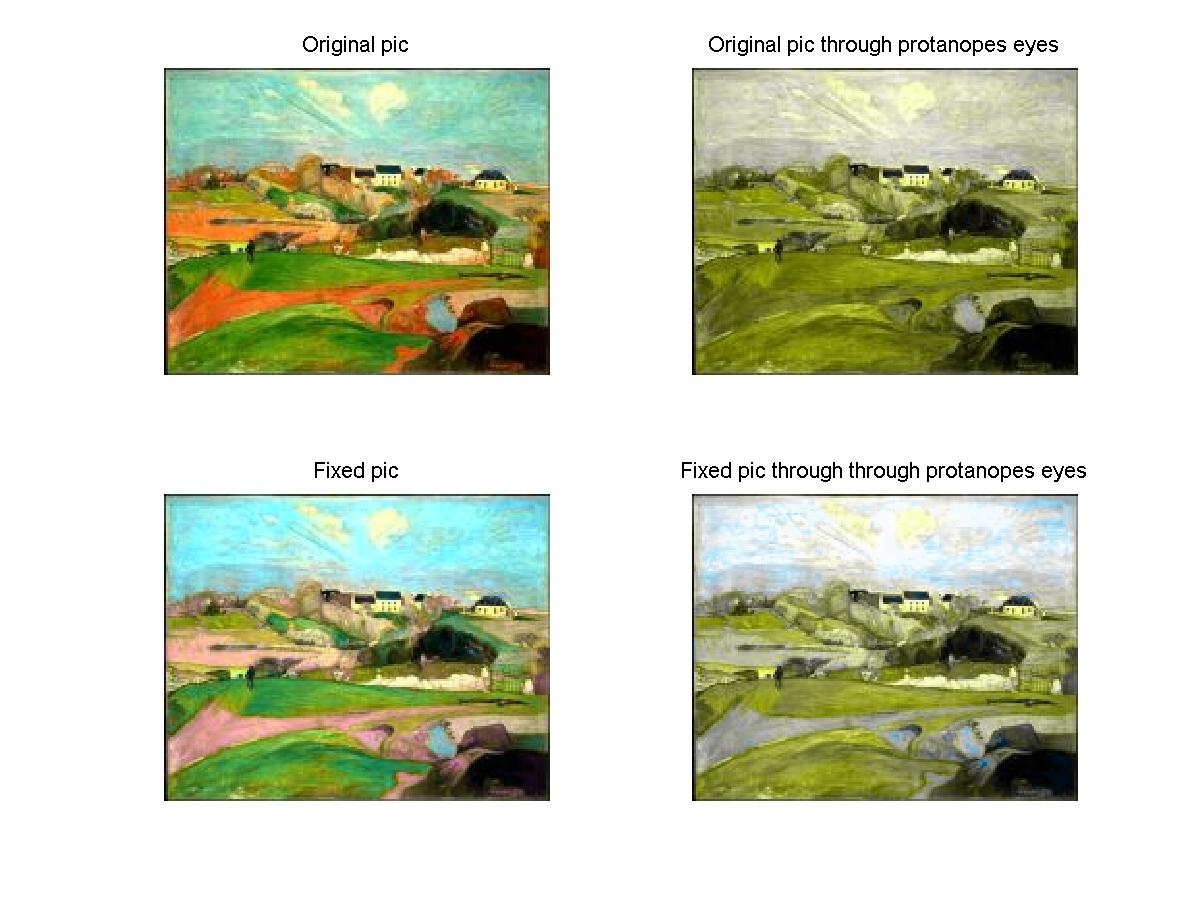 Original pic
Original pic through protanopes eyes
Fixed pic
Fixed pic through through protanopes eyes